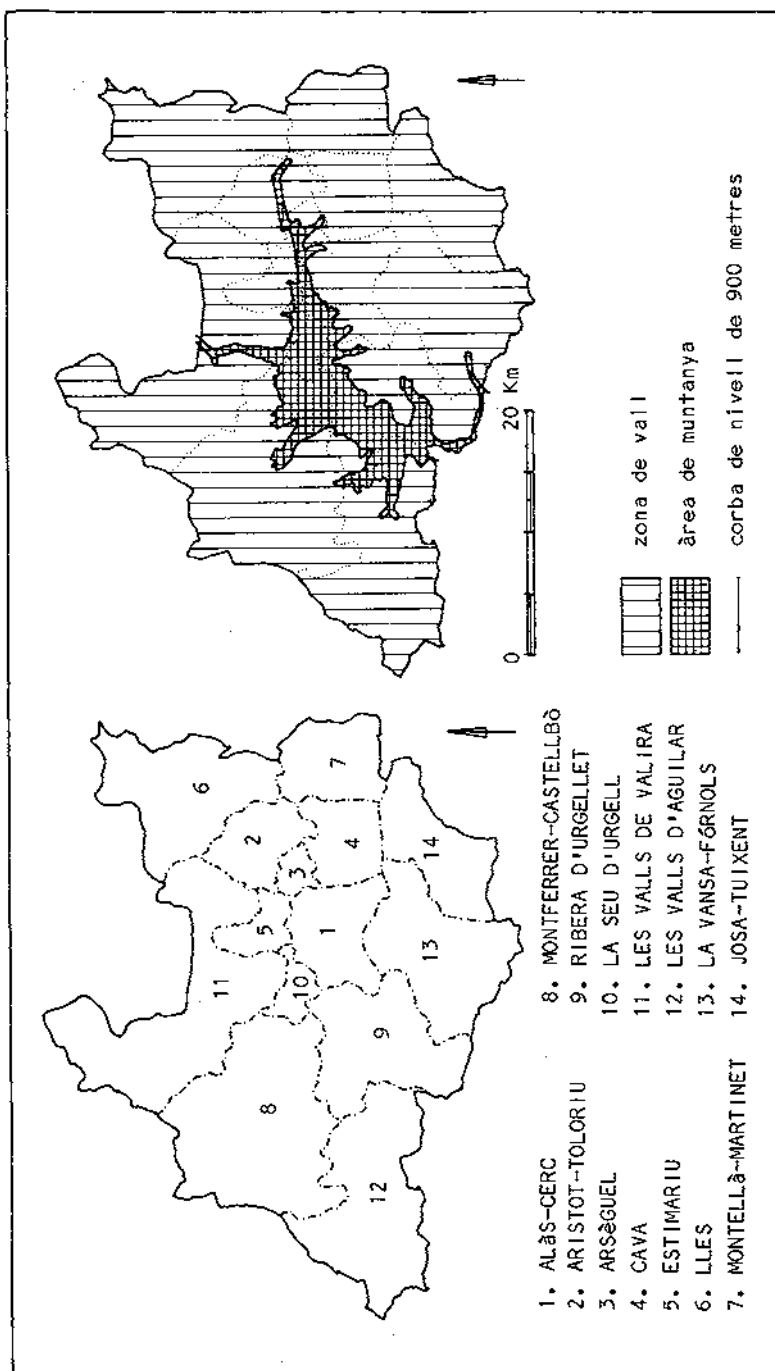 6
2
7
3
4
5
11
1
14
10
13
8
9
12
1. ALàS-CERC
2. ARISTOT-TOLORIU
3. ARSèGUEL
4. CAVA
5. ESTIMARIU
6. LLES
7. MONTELLà-MARTINET
8. MONTFERRER-CASTELLBÒ
9. RIBERA D'URGELLET
10. LA SEU D'URGELL
11. LES VALLS DE VALIRA
12. LES VALLS D'AGUILAR
13. LA VANSA-FÓRNOLS
14. JOSA-TUIXENT
0
20 Km
zona de vall
àrea de muntanya
corba de nivell de 900 metres